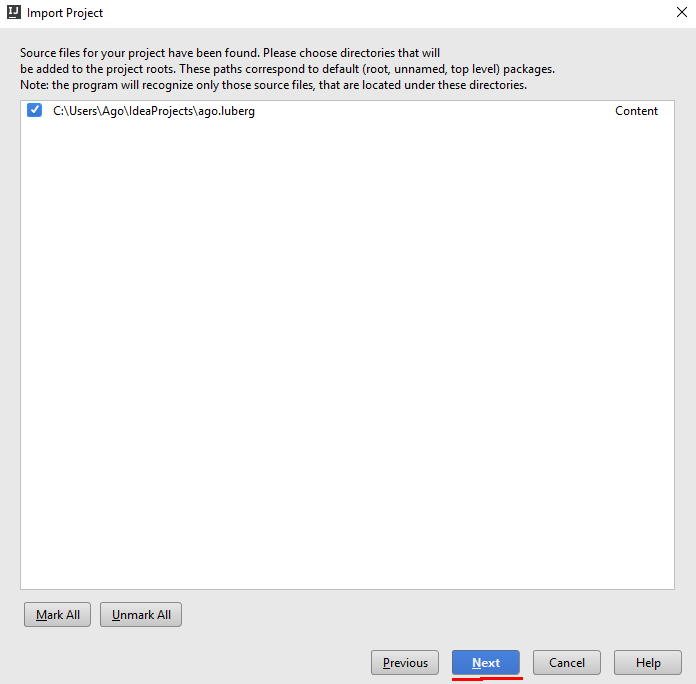 IJ Import Project
Source files for your project have been found. Please choose directories that will
be added to the project roots. These paths correspond to default (root, unnamed, top level) packages.
Note: the program will recognize only those source files, that are located under these directories.
C:\Users\Ago\IdeaProjects\ago.luberg Content
Mark All Unmark All
Previous Next Cancel Help